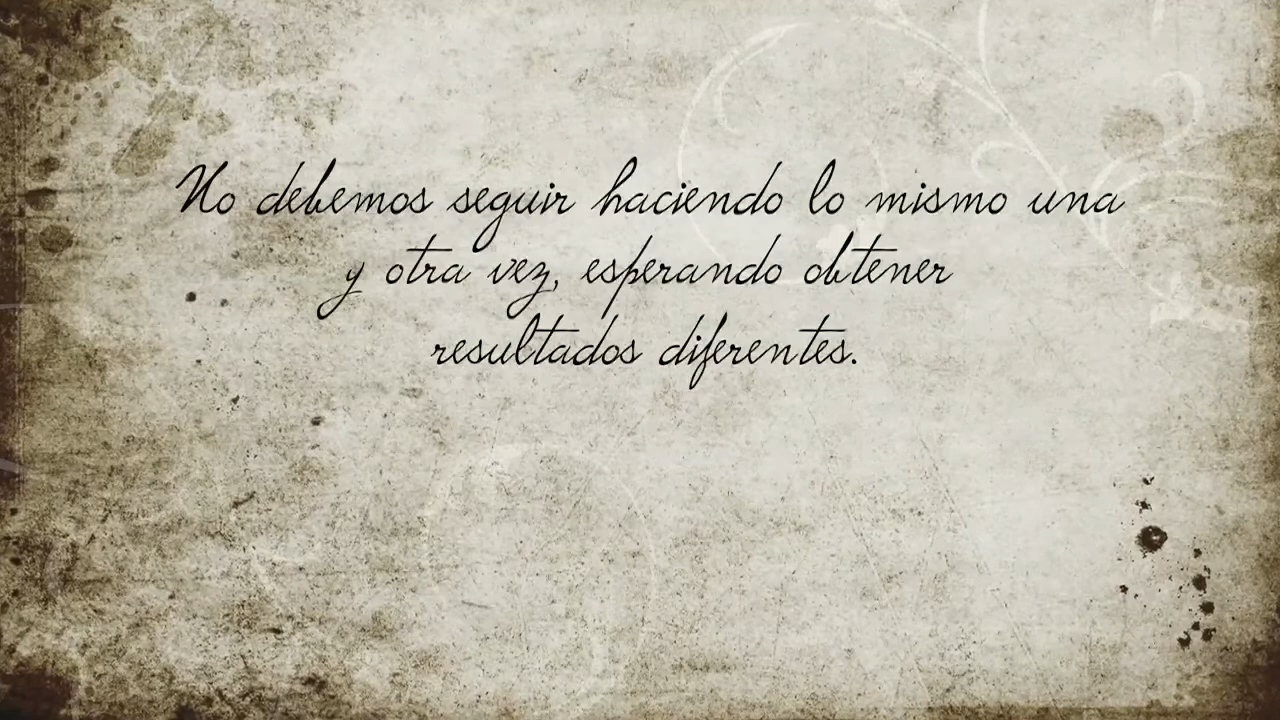 No debemos seguir haciendo lo mismo una
y otra vez, esperando obtener
resultados diferentes.